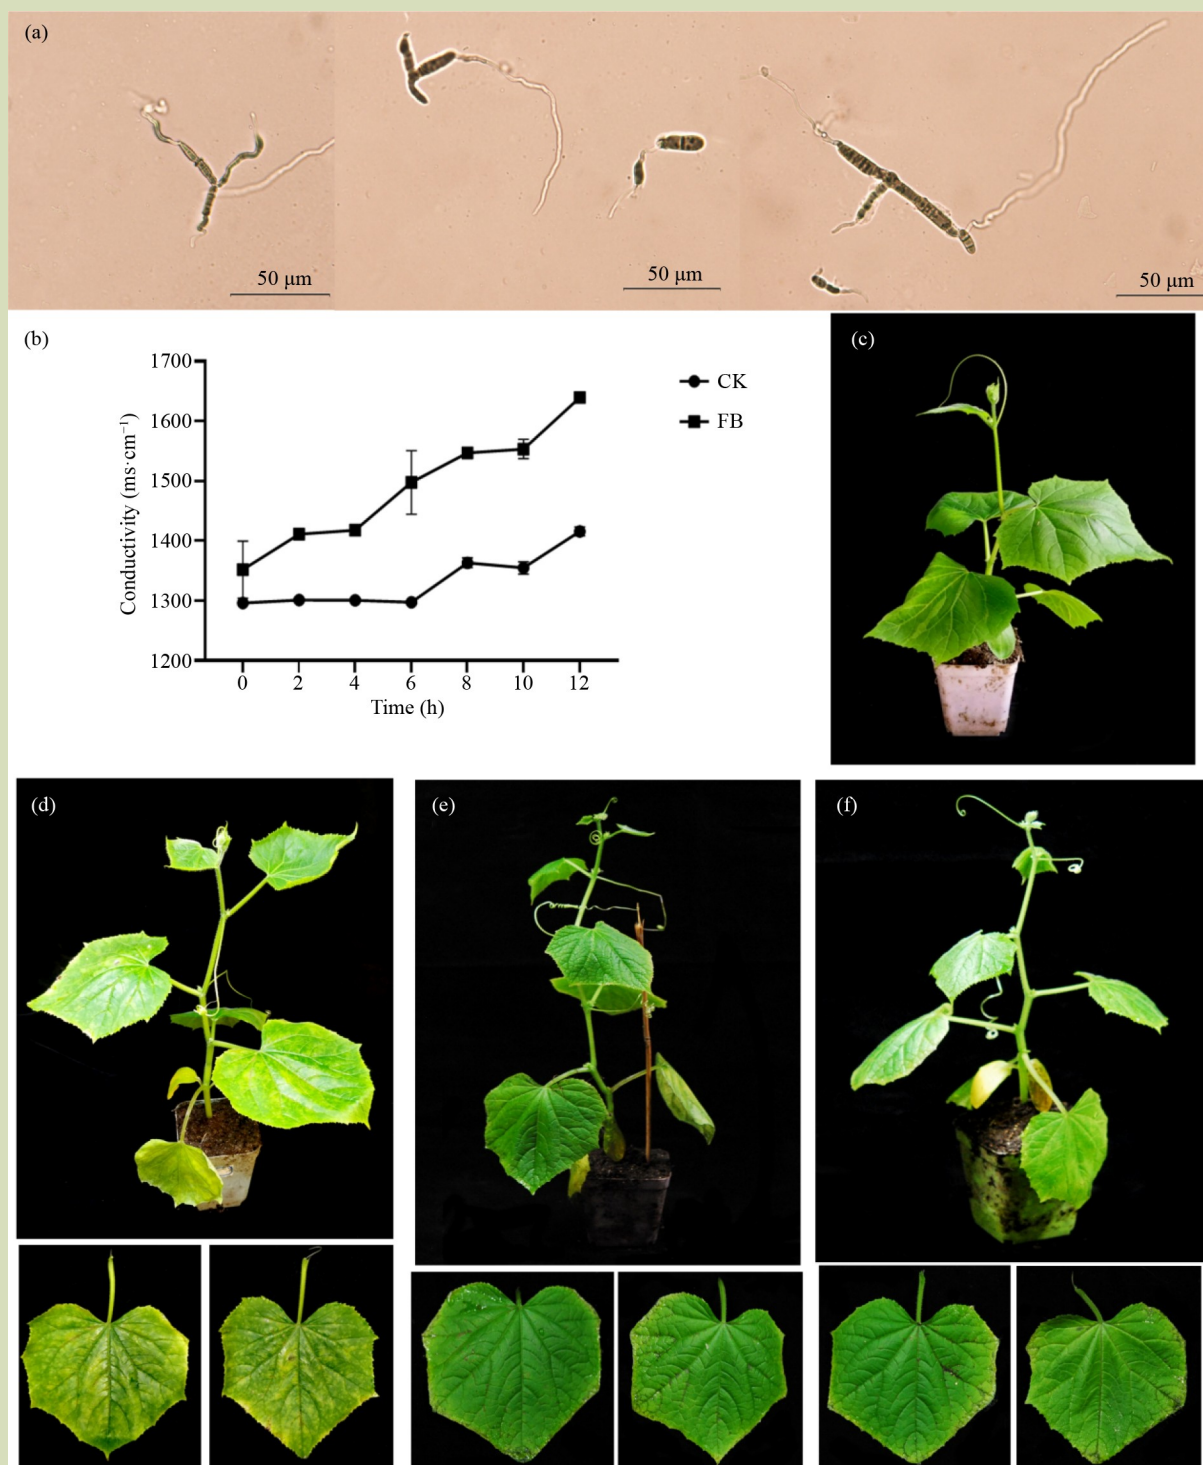 (a)
50 μm
50 μm
50 μm
(b)
1700
1600
1500
1400
1300
1200
Conductivity (ms·cm⁻¹)
0 2 4 6 8 10 12
Time (h)
CK
FB
(c)
(d)
(e)
(f)